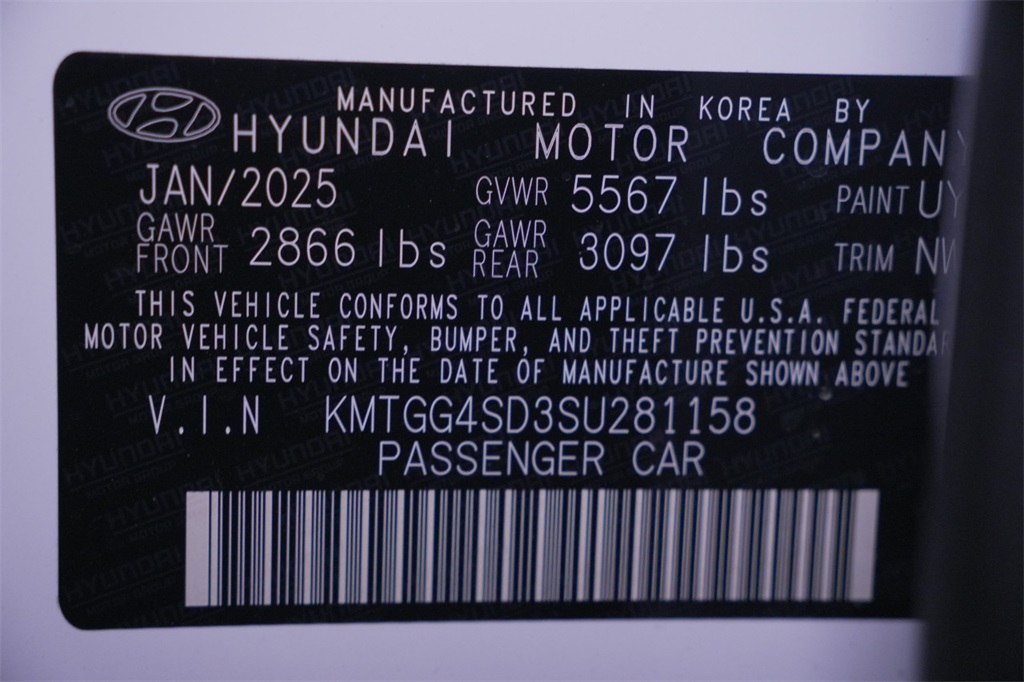 MANUFACTURED IN KOREA BY
HYUNDAI MOTOR COMPANY
JAN/2025 GVWR 5567 lbs PAINT UY
GAWR FRONT 2866 lbs GAWR REAR 3097 lbs TRIM
THIS VEHICLE CONFORMS TO ALL APPLICABLE U.S.A. FEDERAL
MOTOR VEHICLE SAFETY, BUMPER, AND THEFT PREVENTION
IN EFFECT ON THE DATE OF MANUFACTURE SHOWN ABOVE
V.I.N KMTGG4SD3SU281158
PASSENGER CAR